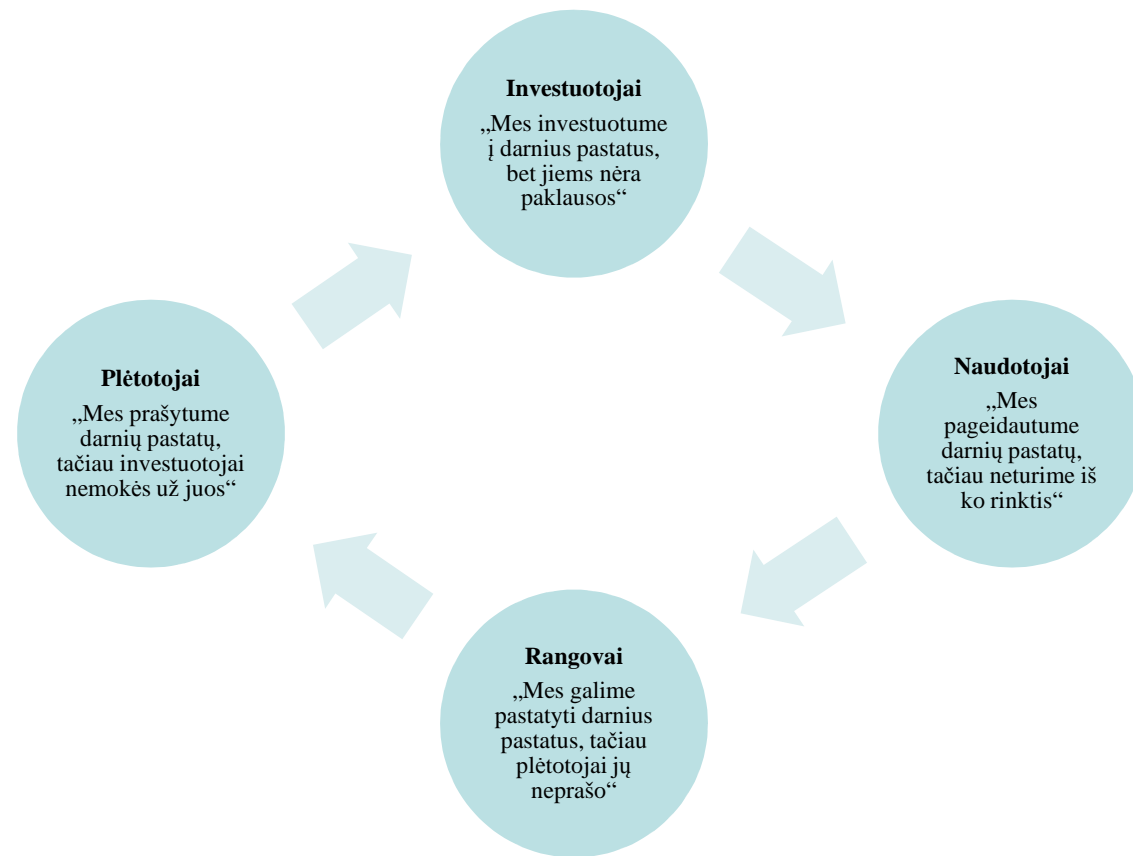 Investuotojai
„Mes investuotume
į darnius pastatus,
bet jiems nėra
paklausos“
Naudotojai
„Mes
pageidautume
darnių pastatų,
tačiau neturime iš
ko rinktis“
Rangovai
„Mes galime
pastatyti darnius
pastatus, tačiau
plėtotojai jų
neprašo“
Plėtotojai
„Mes prašytume
darnių pastatų,
tačiau investuotojai
nemokės už juos“